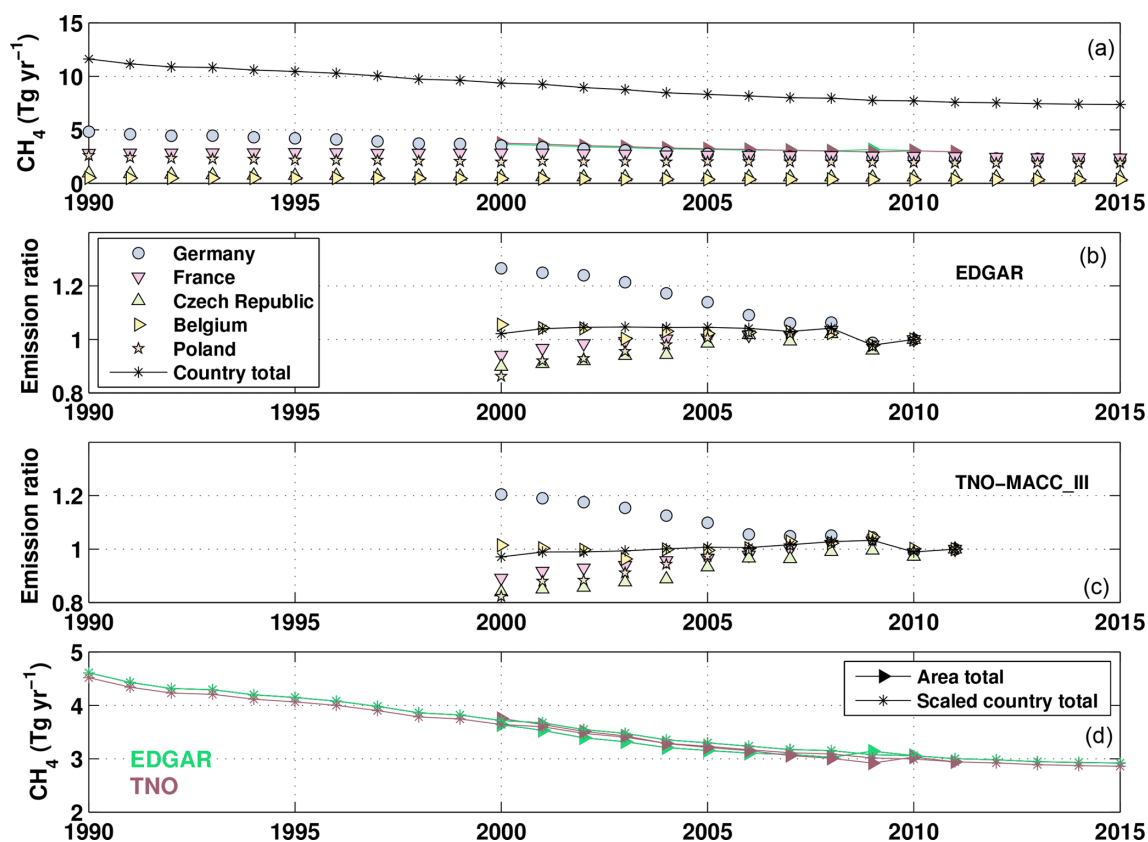 (a)
CH4 (Tg yr−1)
15
10
5
0
1990 1995 2000 2005 2010 2015
(b)
EDGAR
Emission ratio
1.2
1
0.8
Germany
France
Czech Republic
Belgium
Poland
Country total
1990 1995 2000 2005 2010 2015
TNO−MACC_III
(c)
Emission ratio
1.2
1
0.8
1990 1995 2000 2005 2010 2015
CH4 (Tg yr−1)
5
4
3
2
Area total
Scaled country total
(d)
EDGAR
TNO
1990 1995 2000 2005 2010 2015